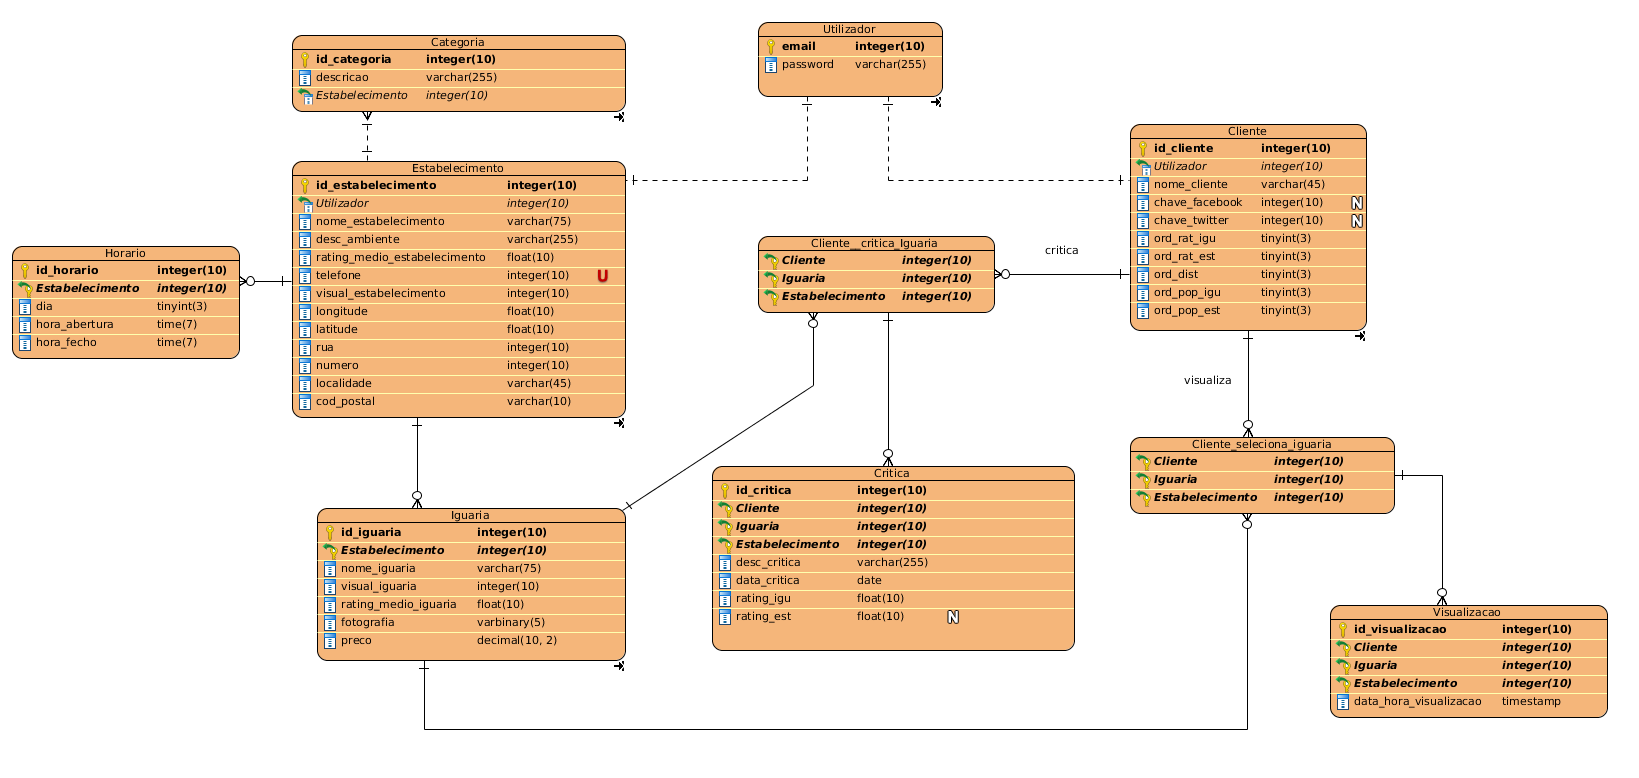 Categoria
id_categoria integer(10)
descricao varchar(255)
Estabelecimento integer(10)
Utilizador
email integer(10)
password varchar(255)
Cliente
id_cliente integer(10)
Utilizador integer(10)
nome_cliente varchar(45)
chave_facebook integer(10) N
chave_twitter integer(10) N
ord_rat_igu tinyint(3)
ord_rat_est tinyint(3)
ord_dist tinyint(3)
ord_pop_igu tinyint(3)
ord_pop_est tinyint(3)
Estabelecimento
id_estabelecimento integer(10)
Utilizador integer(10)
nome_estabelecimento varchar(75)
desc_ambiente varchar(255)
rating_medio_estabelecimento float(10)
telefone integer(10) U
visual_estabelecimento integer(10)
longitude float(10)
latitude float(10)
rua integer(10)
numero integer(10)
localidade varchar(45)
cod_postal varchar(10)
Horario
id_horario integer(10)
Estabelecimento integer(10)
dia tinyint(3)
hora_abertura time(7)
hora_fecho time(7)
Cliente__critica_Iguaria
Cliente integer(10)
Iguaria integer(10)
Estabelecimento integer(10)
critica
visualiza
Cliente_seleciona_iguaria
Cliente integer(10)
Iguaria integer(10)
Estabelecimento integer(10)
Iguaria
id_iguaria integer(10)
Estabelecimento integer(10)
nome_iguaria varchar(75)
visual_iguaria integer(10)
rating_medio_iguaria float(10)
fotografia varbinary(5)
preco decimal(10, 2)
Critica
id_critica integer(10)
Cliente integer(10)
Iguaria integer(10)
Estabelecimento integer(10)
desc_critica varchar(255)
data_critica date
rating_igu float(10)
rating_est float(10) N
Visualizacao
id_visualizacao integer(10)
Cliente integer(10)
Iguaria integer(10)
Estabelecimento integer(10)
data_hora_visualizacao timestamp